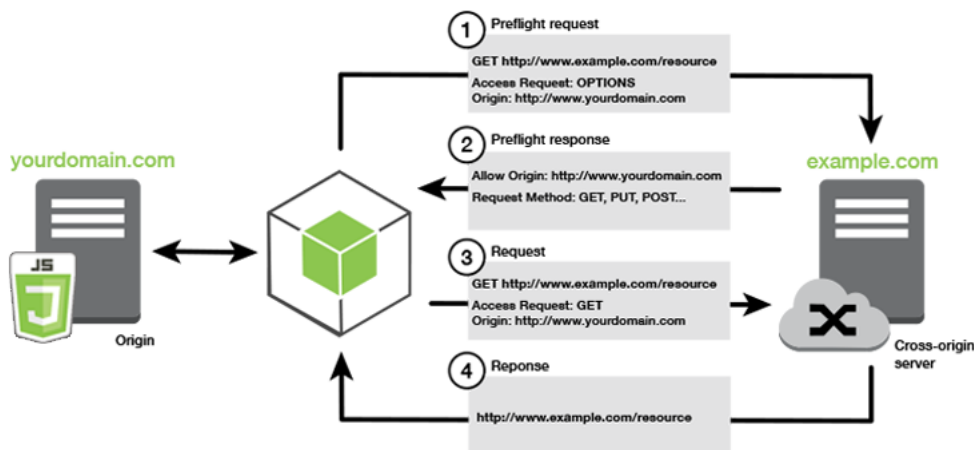 1 Preflight request
GET http://www.example.com/resource
Access Request: OPTIONS
Origin: http://www.yourdomain.com
2 Preflight response
Allow Origin: http://www.yourdomain.com
Request Method: GET, PUT, POST...
yourdomain.com
example.com
JS
Origin
3 Request
GET http://www.example.com/resource
Access Request: GET
Origin: http://www.yourdomain.com
Cross-origin
server
4 Reponse
http://www.example.com/resource